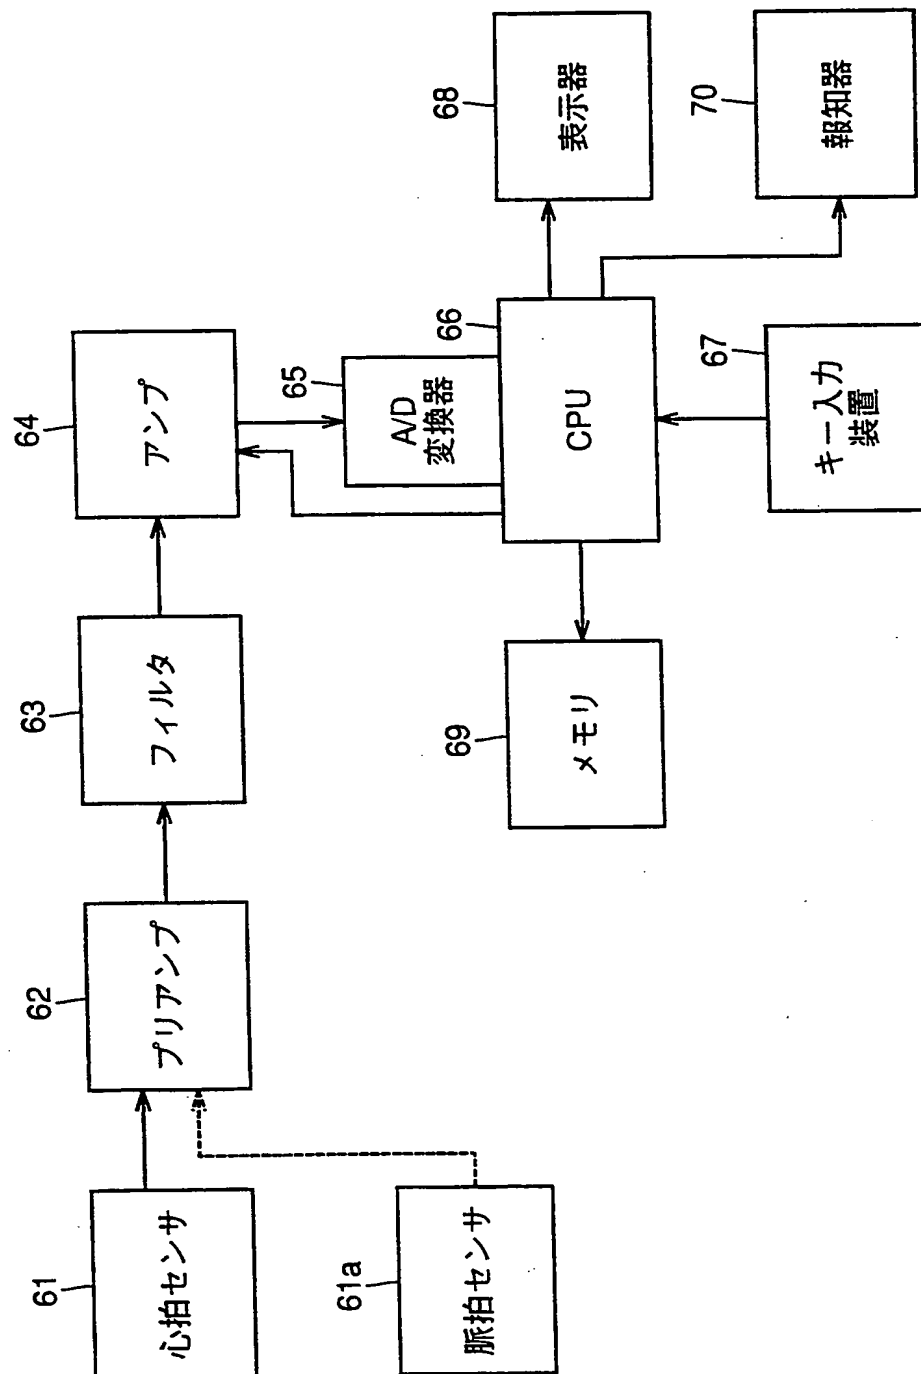 61
心拍センサ
61a
脈拍センサ
62
プリアンプ
63
フィルタ
64
アンプ
65
A/D
変換器
66
CPU
67
キー入力
装置
68
表示器
69
メモリ
70
報知器